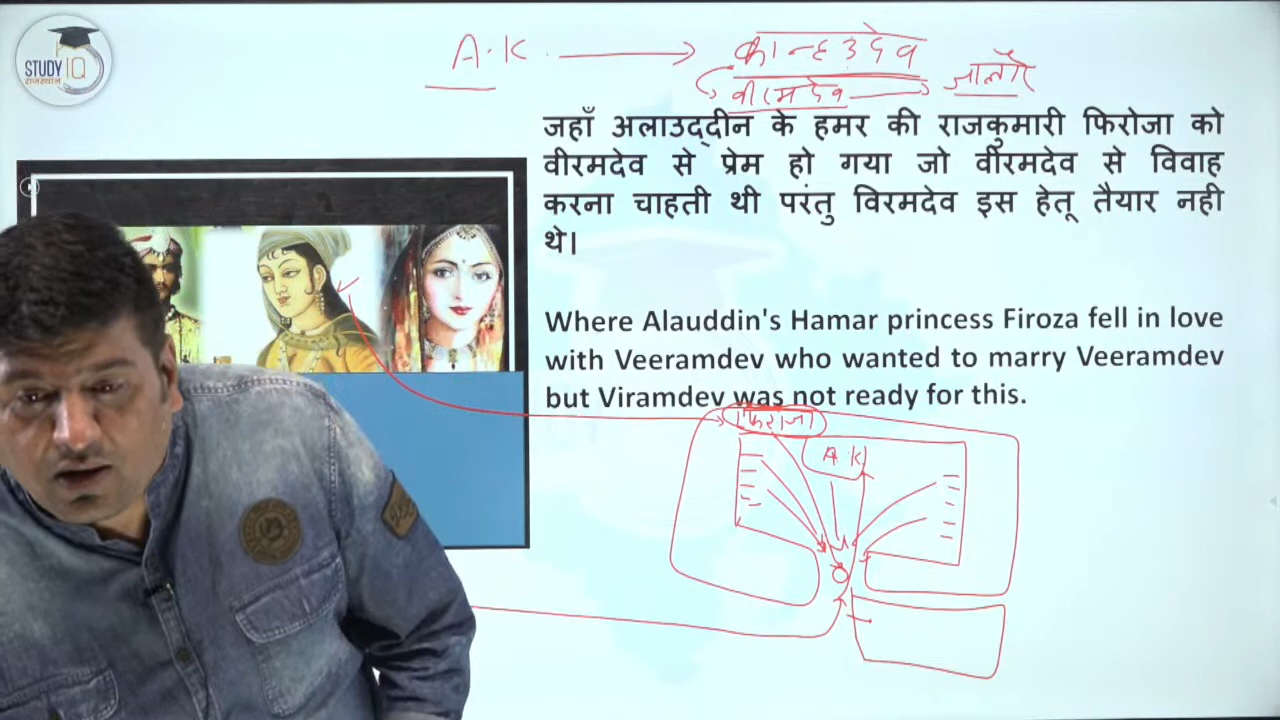 STUDY IQ
राजस्थान
A.K कान्हडदेव
वीरमदेव जालौर
जहाँ अलाउद्दीन के हमर की राजकुमारी फिरोजा को
वीरमदेव से प्रेम हो गया जो वीरमदेव से विवाह
करना चाहती थी परंतु विरमदेव इस हेतू तैयार नही
थे।
Where Alauddin's Hamar princess Firoza fell in love
with Veeramdev who wanted to marry Veeramdev
but Viramdev was not ready for this.
फिरोजा
A.K